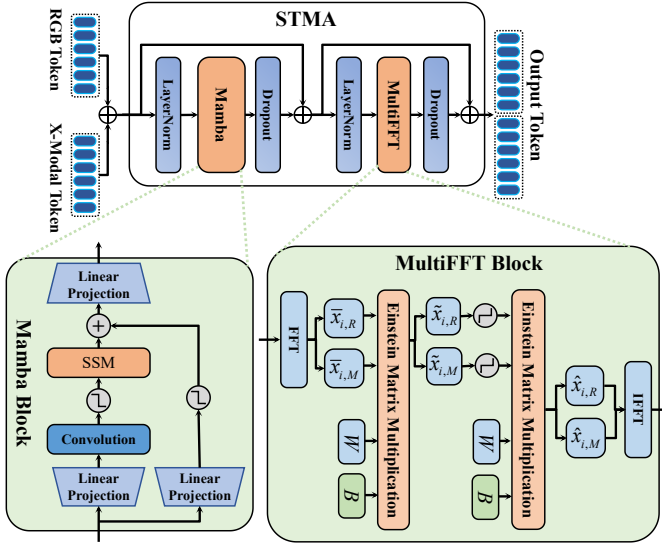 STMA
RGB Token
X-Modal Token
LayerNorm
Mamba
Dropout
LayerNorm
MultiFFT
Dropout
Output Token
Mamba Block
Linear
Projection
+
SSM
Convolution
Linear
Projection
Linear
Projection
MultiFFT Block
FFT
x̅i,R
x̅i,M
W
B
Einstein Matrix Multiplication
x̃i,R
x̃i,M
W
B
Einstein Matrix Multiplication
x̂i,R
x̂i,M
IFFT